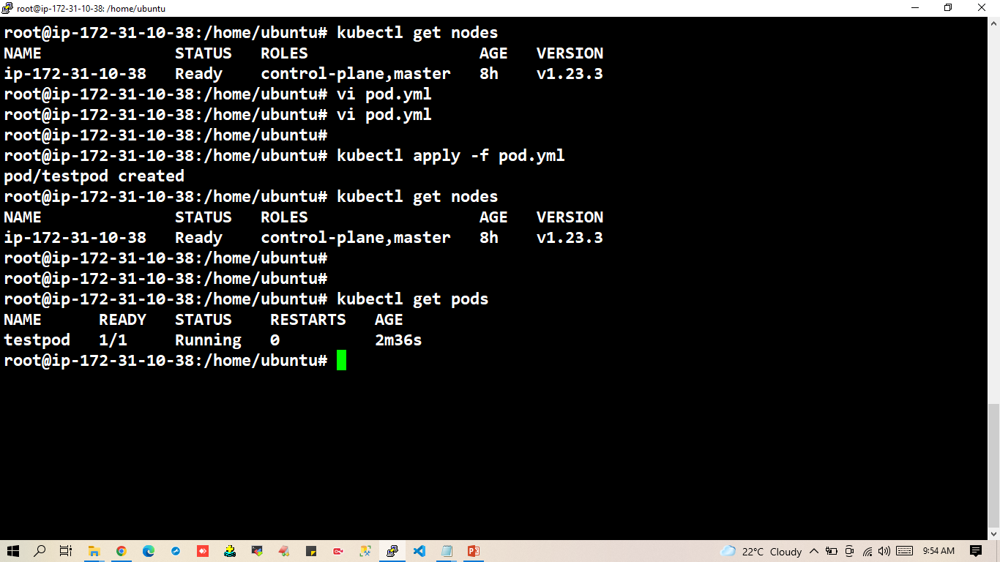 root@ip-172-31-10-38: /home/ubuntu
root@ip-172-31-10-38:/home/ubuntu# kubectl get nodes
NAME STATUS ROLES AGE VERSION
ip-172-31-10-38 Ready control-plane,master 8h v1.23.3
root@ip-172-31-10-38:/home/ubuntu# vi pod.yml
root@ip-172-31-10-38:/home/ubuntu# vi pod.yml
root@ip-172-31-10-38:/home/ubuntu#
root@ip-172-31-10-38:/home/ubuntu# kubectl apply -f pod.yml
pod/testpod created
root@ip-172-31-10-38:/home/ubuntu# kubectl get nodes
NAME STATUS ROLES AGE VERSION
ip-172-31-10-38 Ready control-plane,master 8h v1.23.3
root@ip-172-31-10-38:/home/ubuntu#
root@ip-172-31-10-38:/home/ubuntu#
root@ip-172-31-10-38:/home/ubuntu# kubectl get pods
NAME READY STATUS RESTARTS AGE
testpod 1/1 Running 0 2m36s
root@ip-172-31-10-38:/home/ubuntu#
22°C Cloudy 9:54 AM